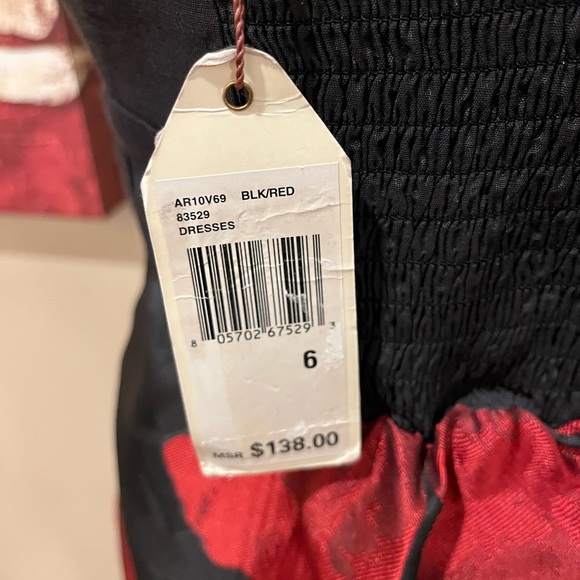 AR10V69 BLK/RED
83529
DRESSES
8 05702 67529 3
6
MSR $138.00